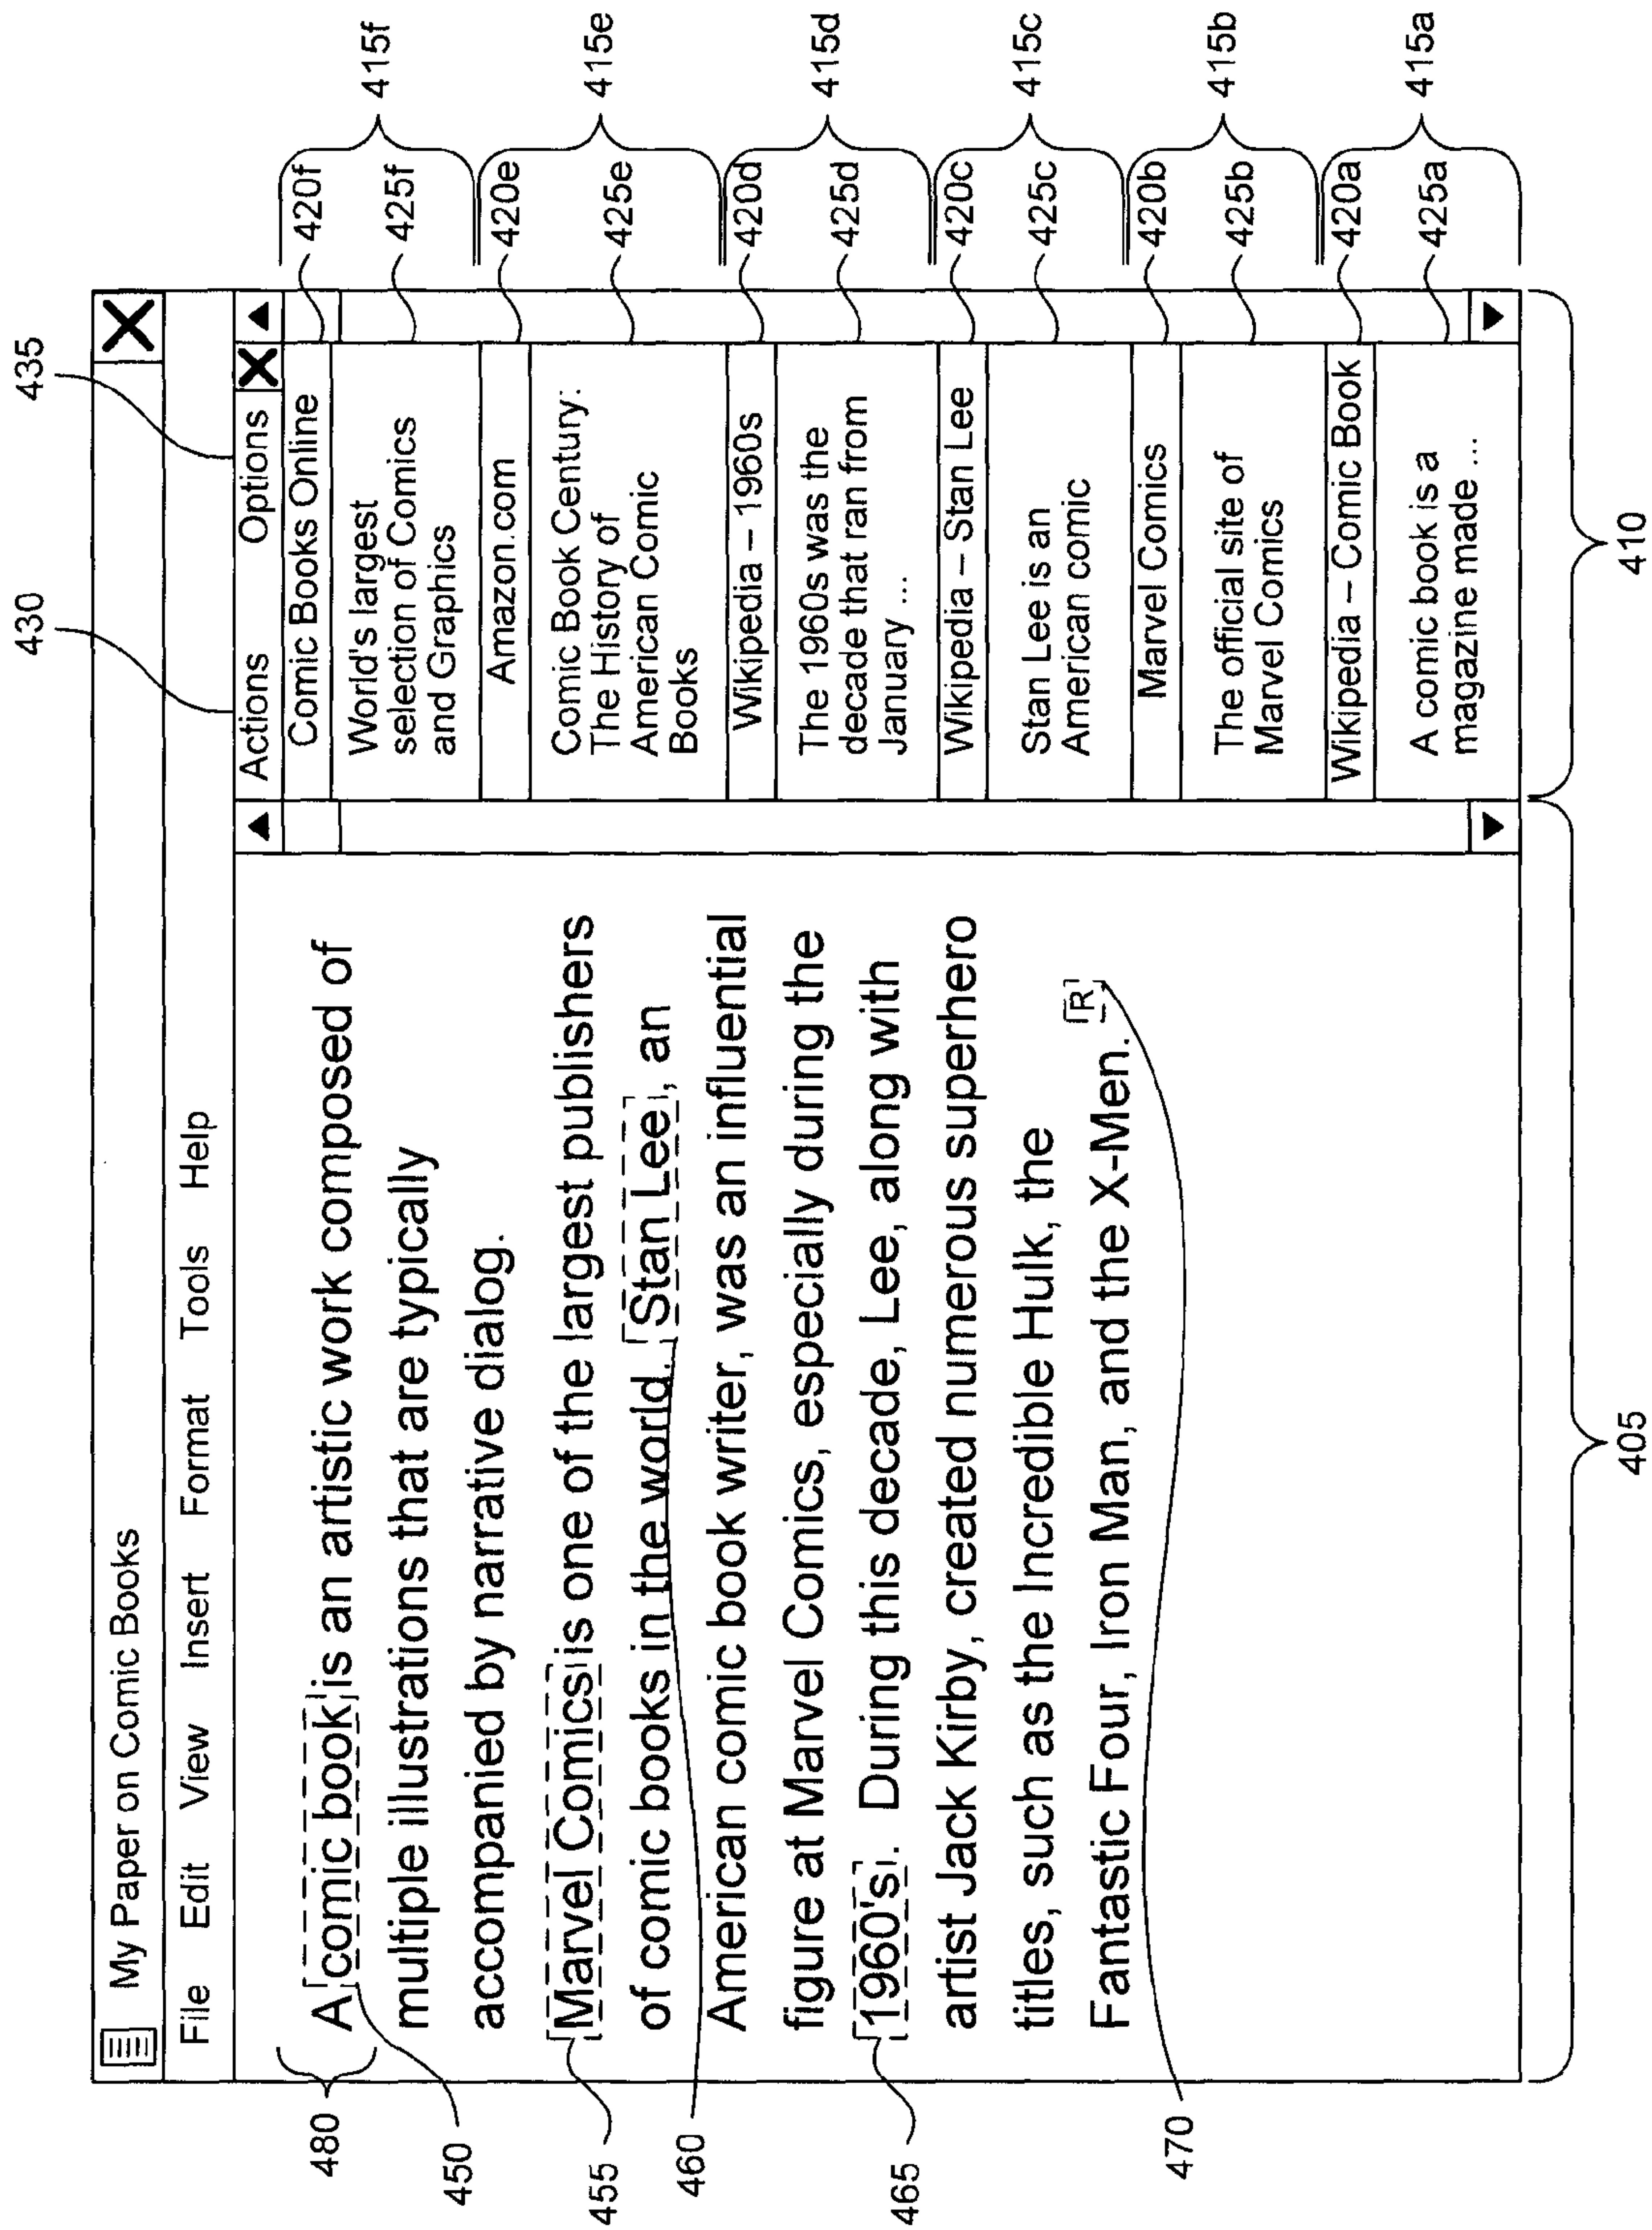 430
435
My Paper on Comic Books
File Edit View Insert Format Tools Help
Actions Options
480
A comic book is an artistic work composed of
450
multiple illustrations that are typically
accompanied by narrative dialog.
455
Marvel Comics is one of the largest publishers
460
of comic books in the world. Stan Lee, an
American comic book writer, was an influential
figure at Marvel Comics, especially during the
465
1960's. During this decade, Lee, along with
artist Jack Kirby, created numerous superhero
titles, such as the Incredible Hulk, the
Fantastic Four, Iron Man, and the X-Men.
R
470
Comic Books Online
420f
415f
World's largest
selection of Comics
and Graphics
425f
Amazon.com
420e
415e
Comic Book Century:
The History of
American Comic
Books
425e
Wikipedia – 1960s
420d
415d
The 1960s was the
decade that ran from
January ...
425d
Wikipedia – Stan Lee
420c
415c
Stan Lee is an
American comic
425c
Marvel Comics
420b
415b
The official site of
Marvel Comics
425b
Wikipedia – Comic Book
420a
415a
A comic book is a
magazine made ...
425a
405
410